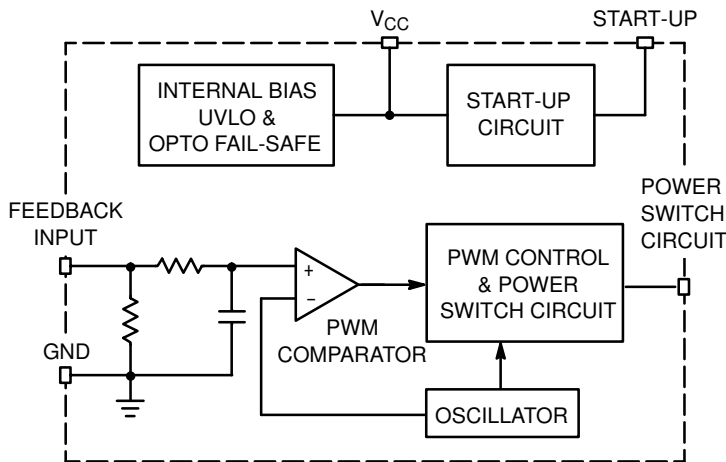 V_CC
START-UP
INTERNAL BIAS
UVLO &
OPTO FAIL-SAFE
START-UP
CIRCUIT
POWER
SWITCH
CIRCUIT
FEEDBACK
INPUT
+
−
PWM CONTROL
& POWER
SWITCH CIRCUIT
PWM
COMPARATOR
GND
OSCILLATOR